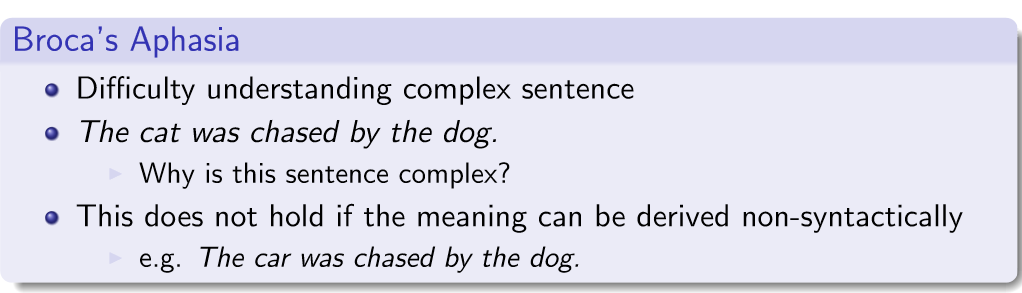 Broca's Aphasia
Difficulty understanding complex sentence
The cat was chased by the dog.
Why is this sentence complex?
This does not hold if the meaning can be derived non-syntactically
e.g. The car was chased by the dog.